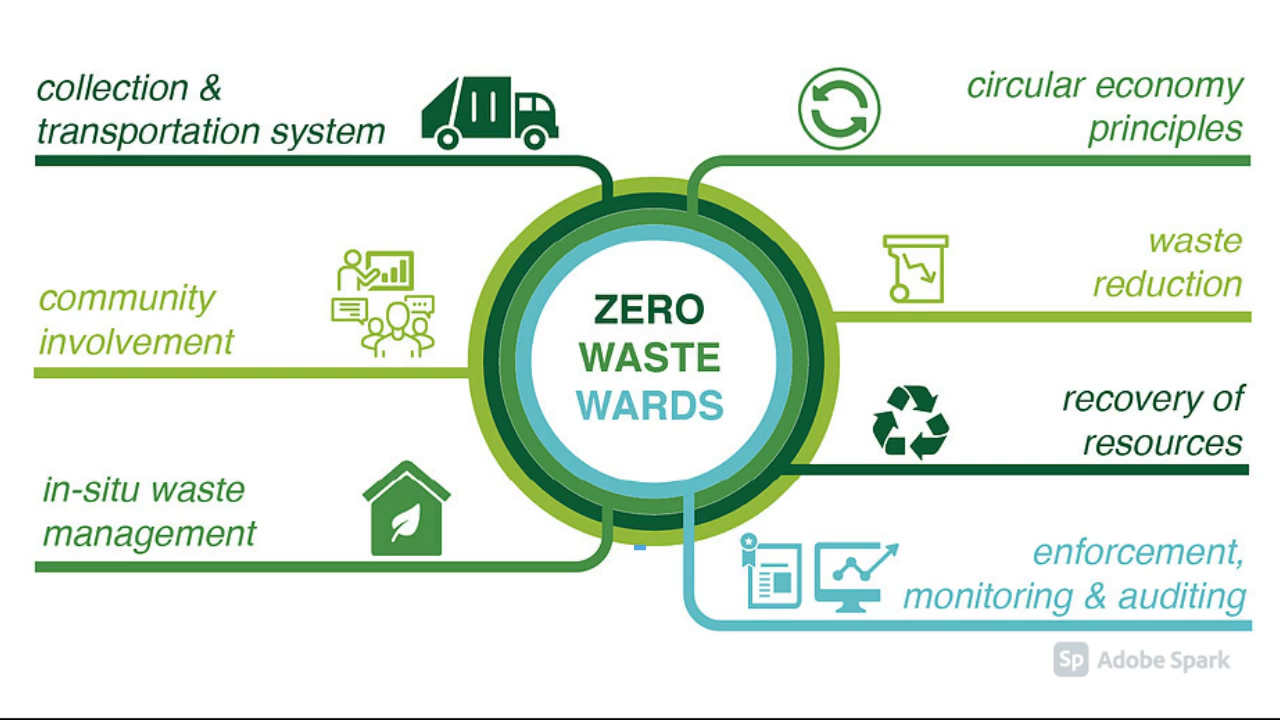 collection &
transportation system
circular economy
principles
community
involvement
ZERO
WASTE
WARDS
waste
reduction
recovery of
resources
in-situ waste
management
enforcement,
monitoring & auditing
Sp Adobe Spark